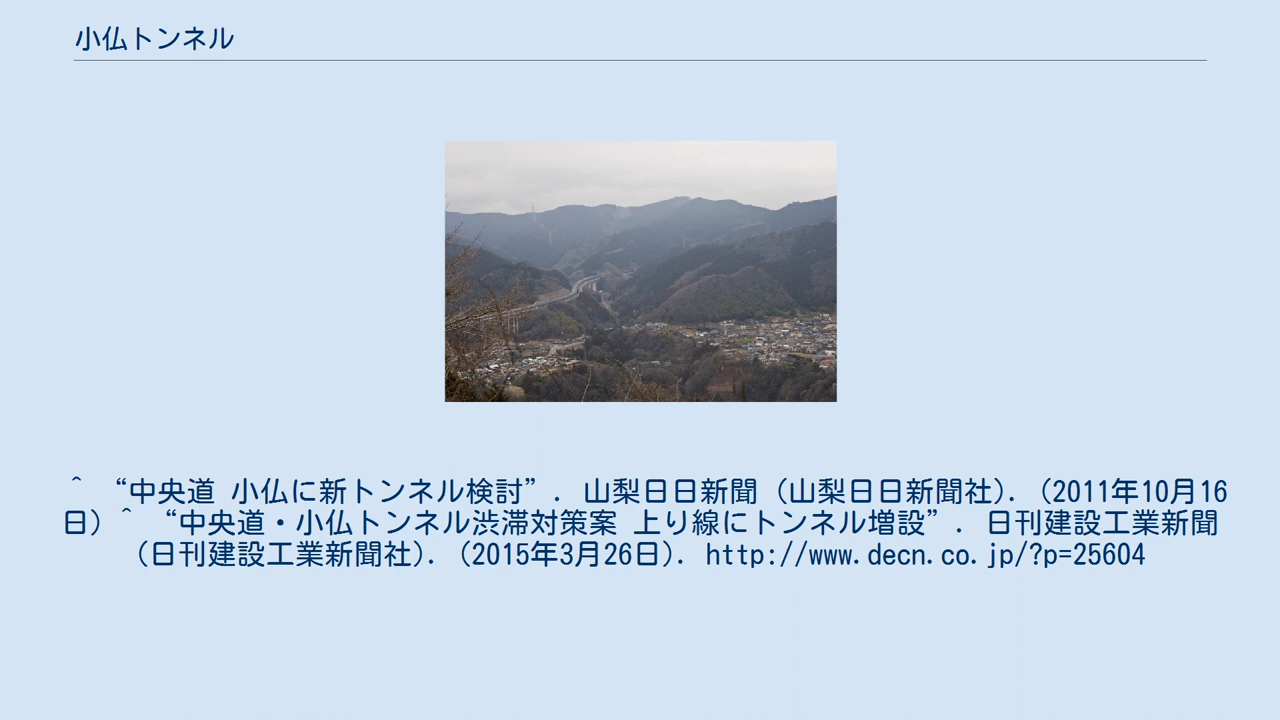 小仏トンネル
^ “中央道 小仏に新トンネル検討”. 山梨日日新聞 (山梨日日新聞社). (2011年10月16
日) ^ “中央道・小仏トンネル渋滞対策案 上り線にトンネル増設”. 日刊建設工業新聞
(日刊建設工業新聞社). (2015年3月26日). http://www.decn.co.jp/?p=25604